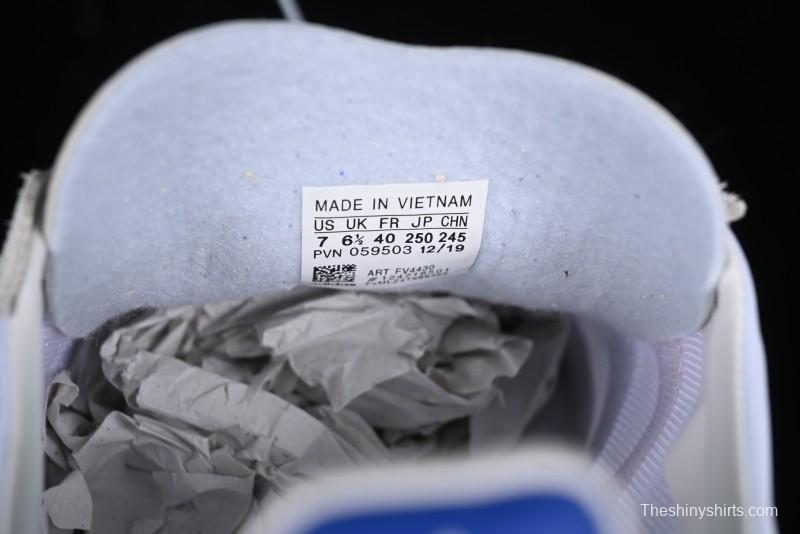 MADE IN VIETNAM
US UK FR JP CHN
7 6½ 40 250 245
PVN 059503 12/19
ART FV4430
Theshinyshirts.com